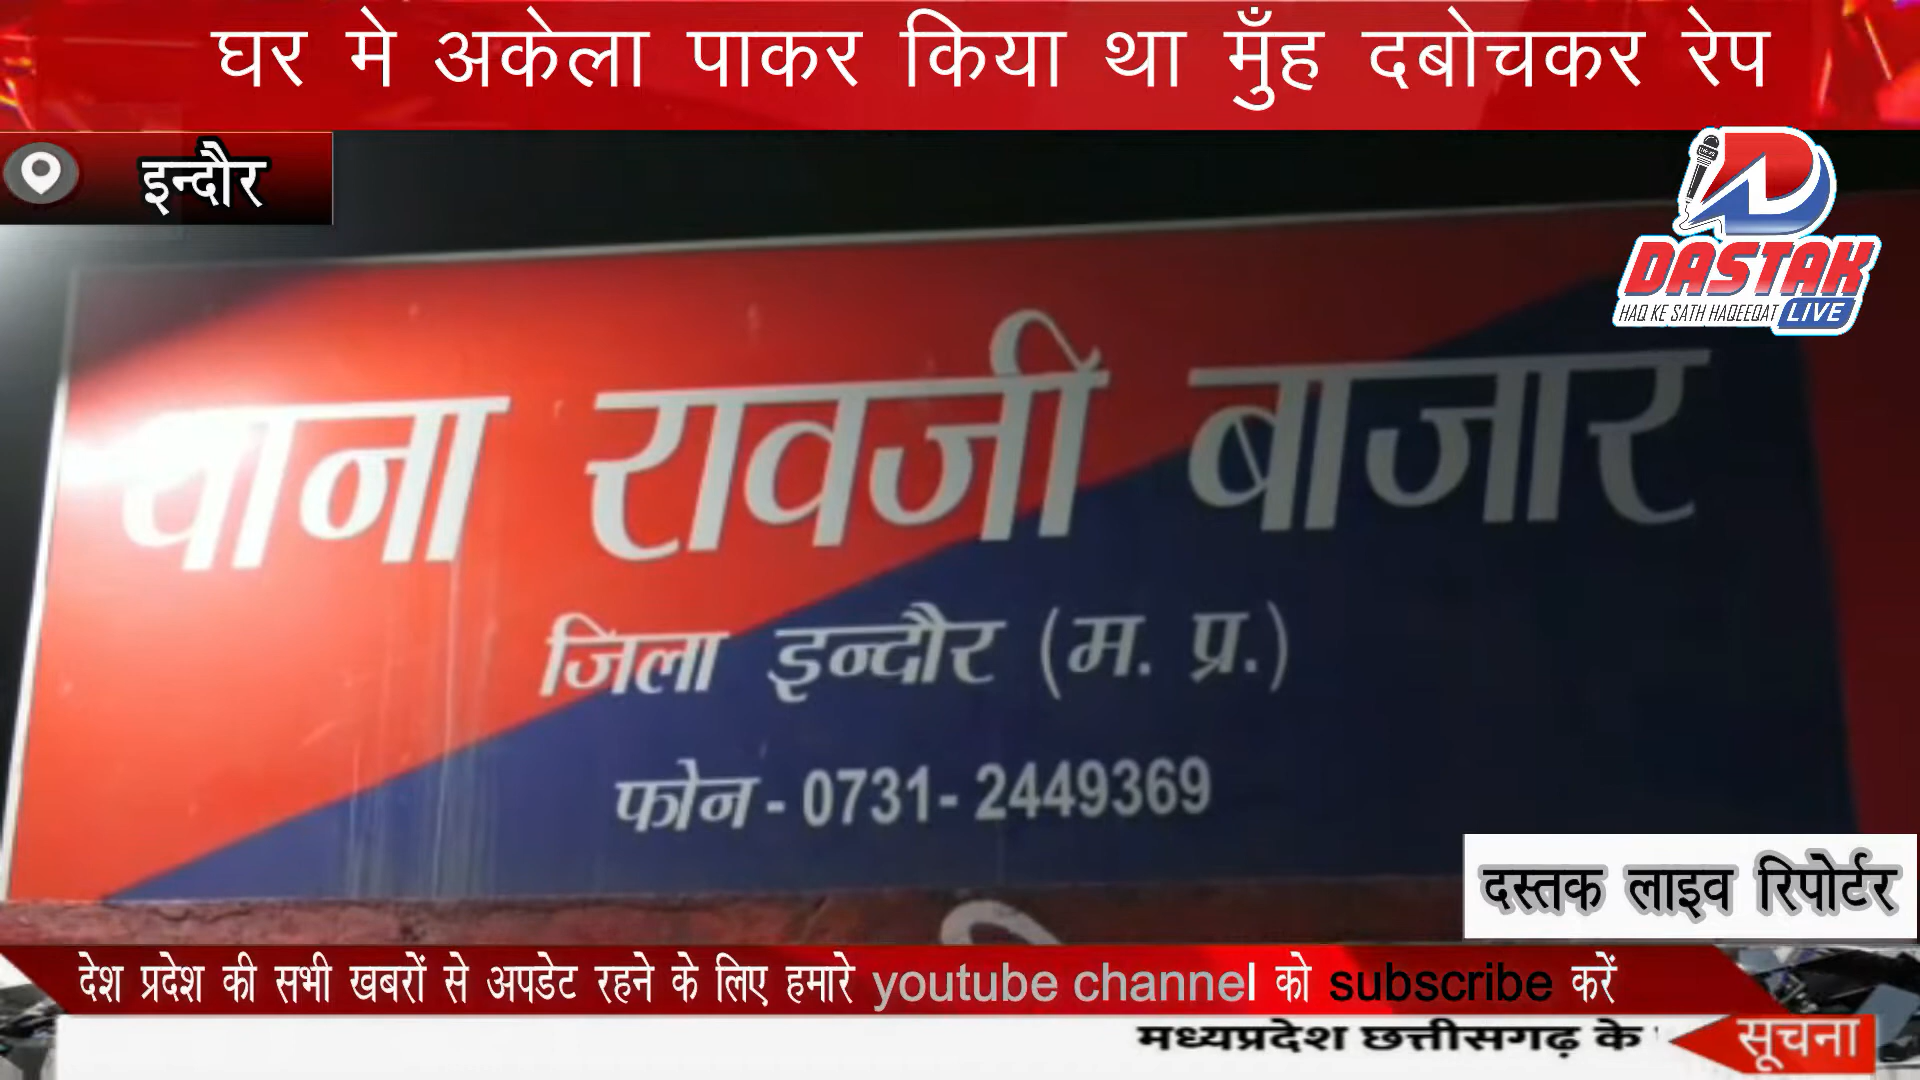 घर मे अकेला पाकर किया था मुँह दबोचकर रेप
इन्दौर
DASTAK
HAQ KE SATH HAQEEQAT LIVE
थाना रावजी बाजार
जिला इन्दौर (म. प्र.)
फोन - 0731- 2449369
दस्तक लाइव रिपोर्टर
देश प्रदेश की सभी खबरों से अपडेट रहने के लिए हमारे youtube channel को subscribe करें
मध्यप्रदेश छत्तीसगढ़ के
सूचना